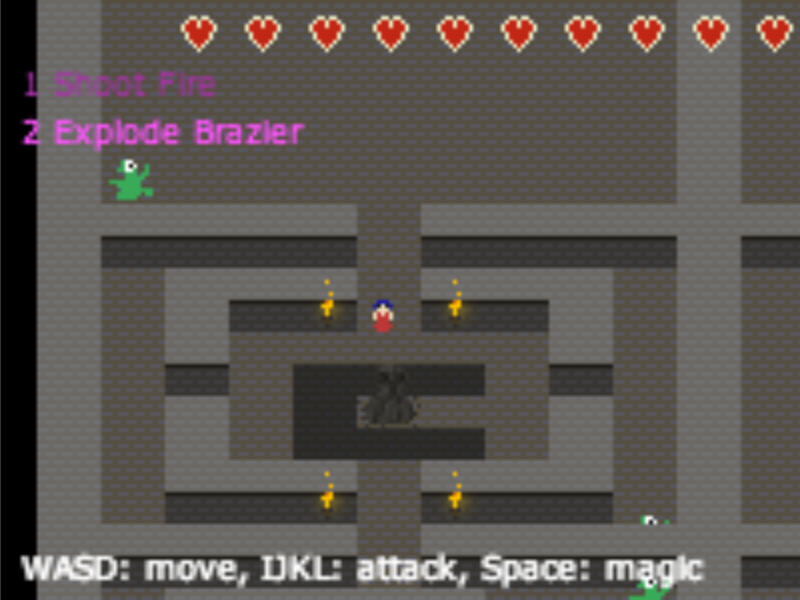 1 Shoot Fire
2 Explode Brazier
WASD: move, IJKL: attack, Space: magic